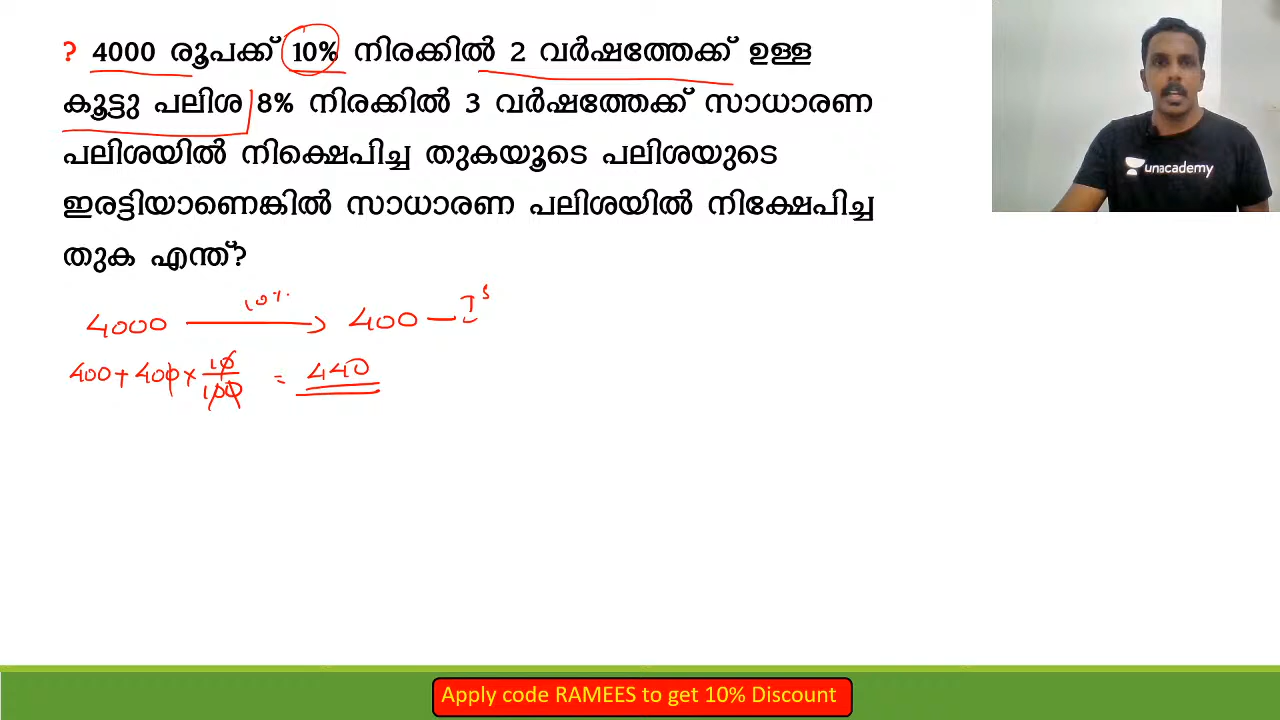 ? 4000 രൂപക്ക് 10% നിരക്കിൽ 2 വർഷത്തേക്ക് ഉള്ള
കൂട്ടു പലിശ 8% നിരക്കിൽ 3 വർഷത്തേക്ക് സാധാരണ
പലിശയിൽ നിക്ഷെപിച്ച തുകയൂടെ പലിശയുടെ
ഇരട്ടിയാണെങ്കിൽ സാധാരണ പലിശയിൽ നിക്ഷേപിച്ച
തുക എന്ത്?
10%
4000 → 400 — I
400 + 400 × 10/100 = 440
unacademy
Apply code RAMEES to get 10% Discount